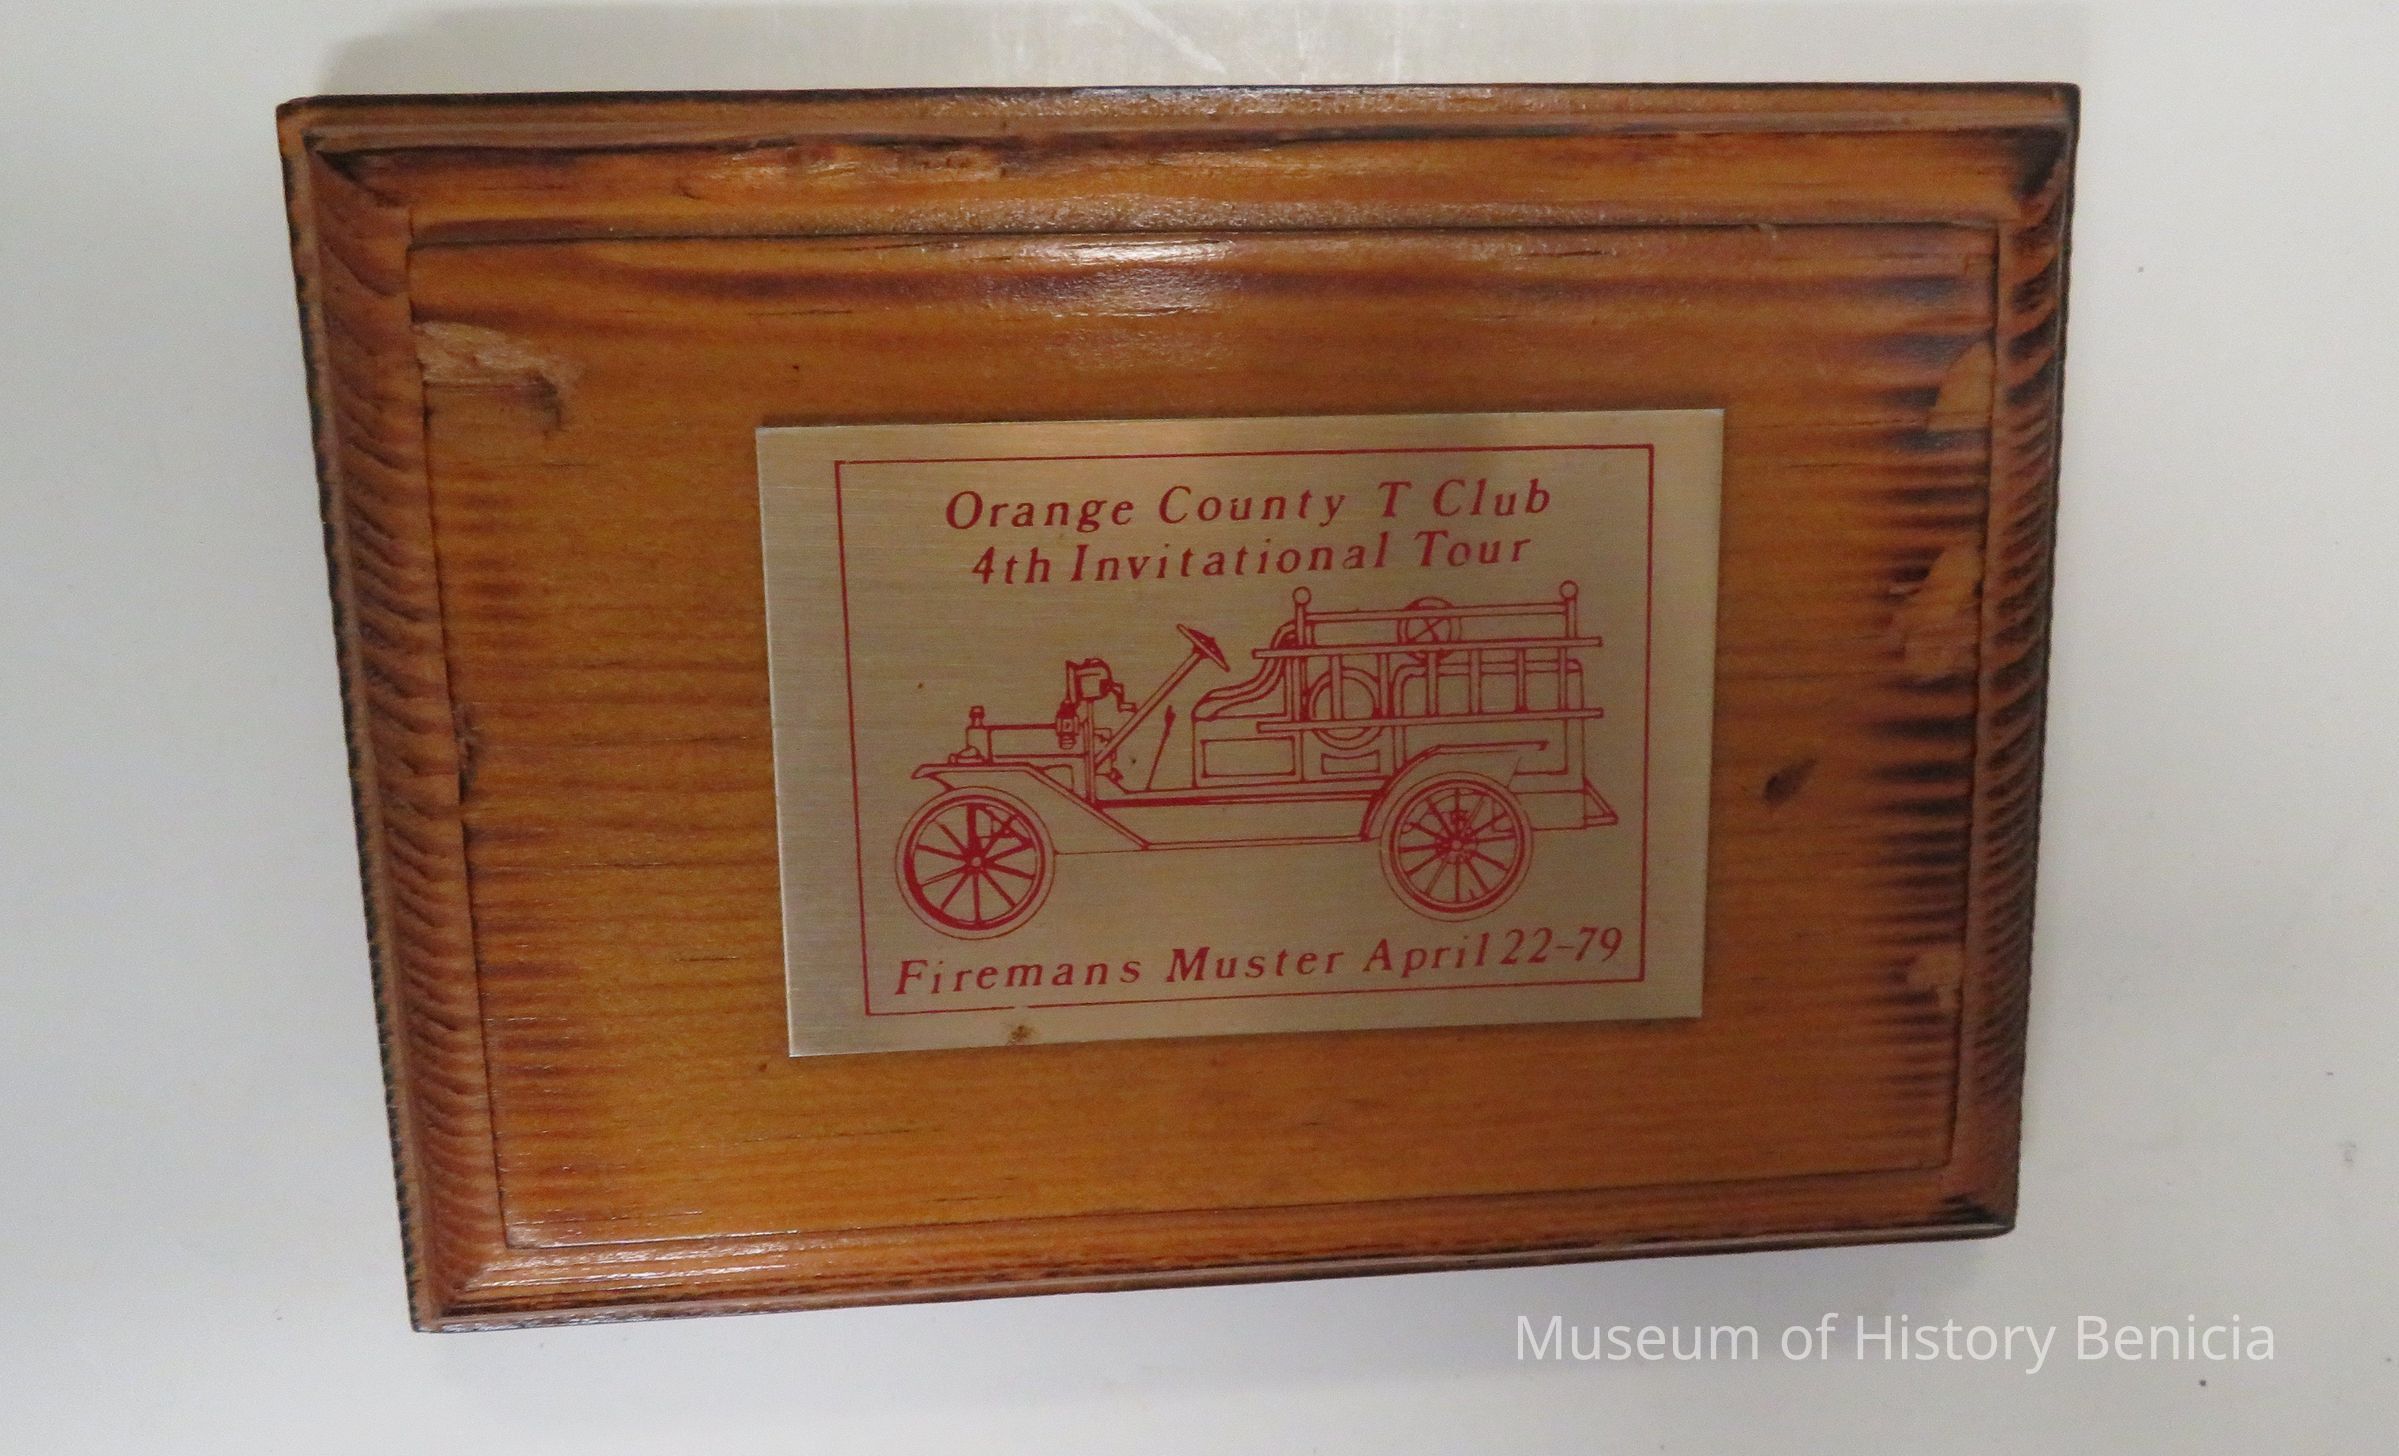 Orange County T Club
4th Invitational Tour
Firemans Muster April 22-79
Museum of History Benicia